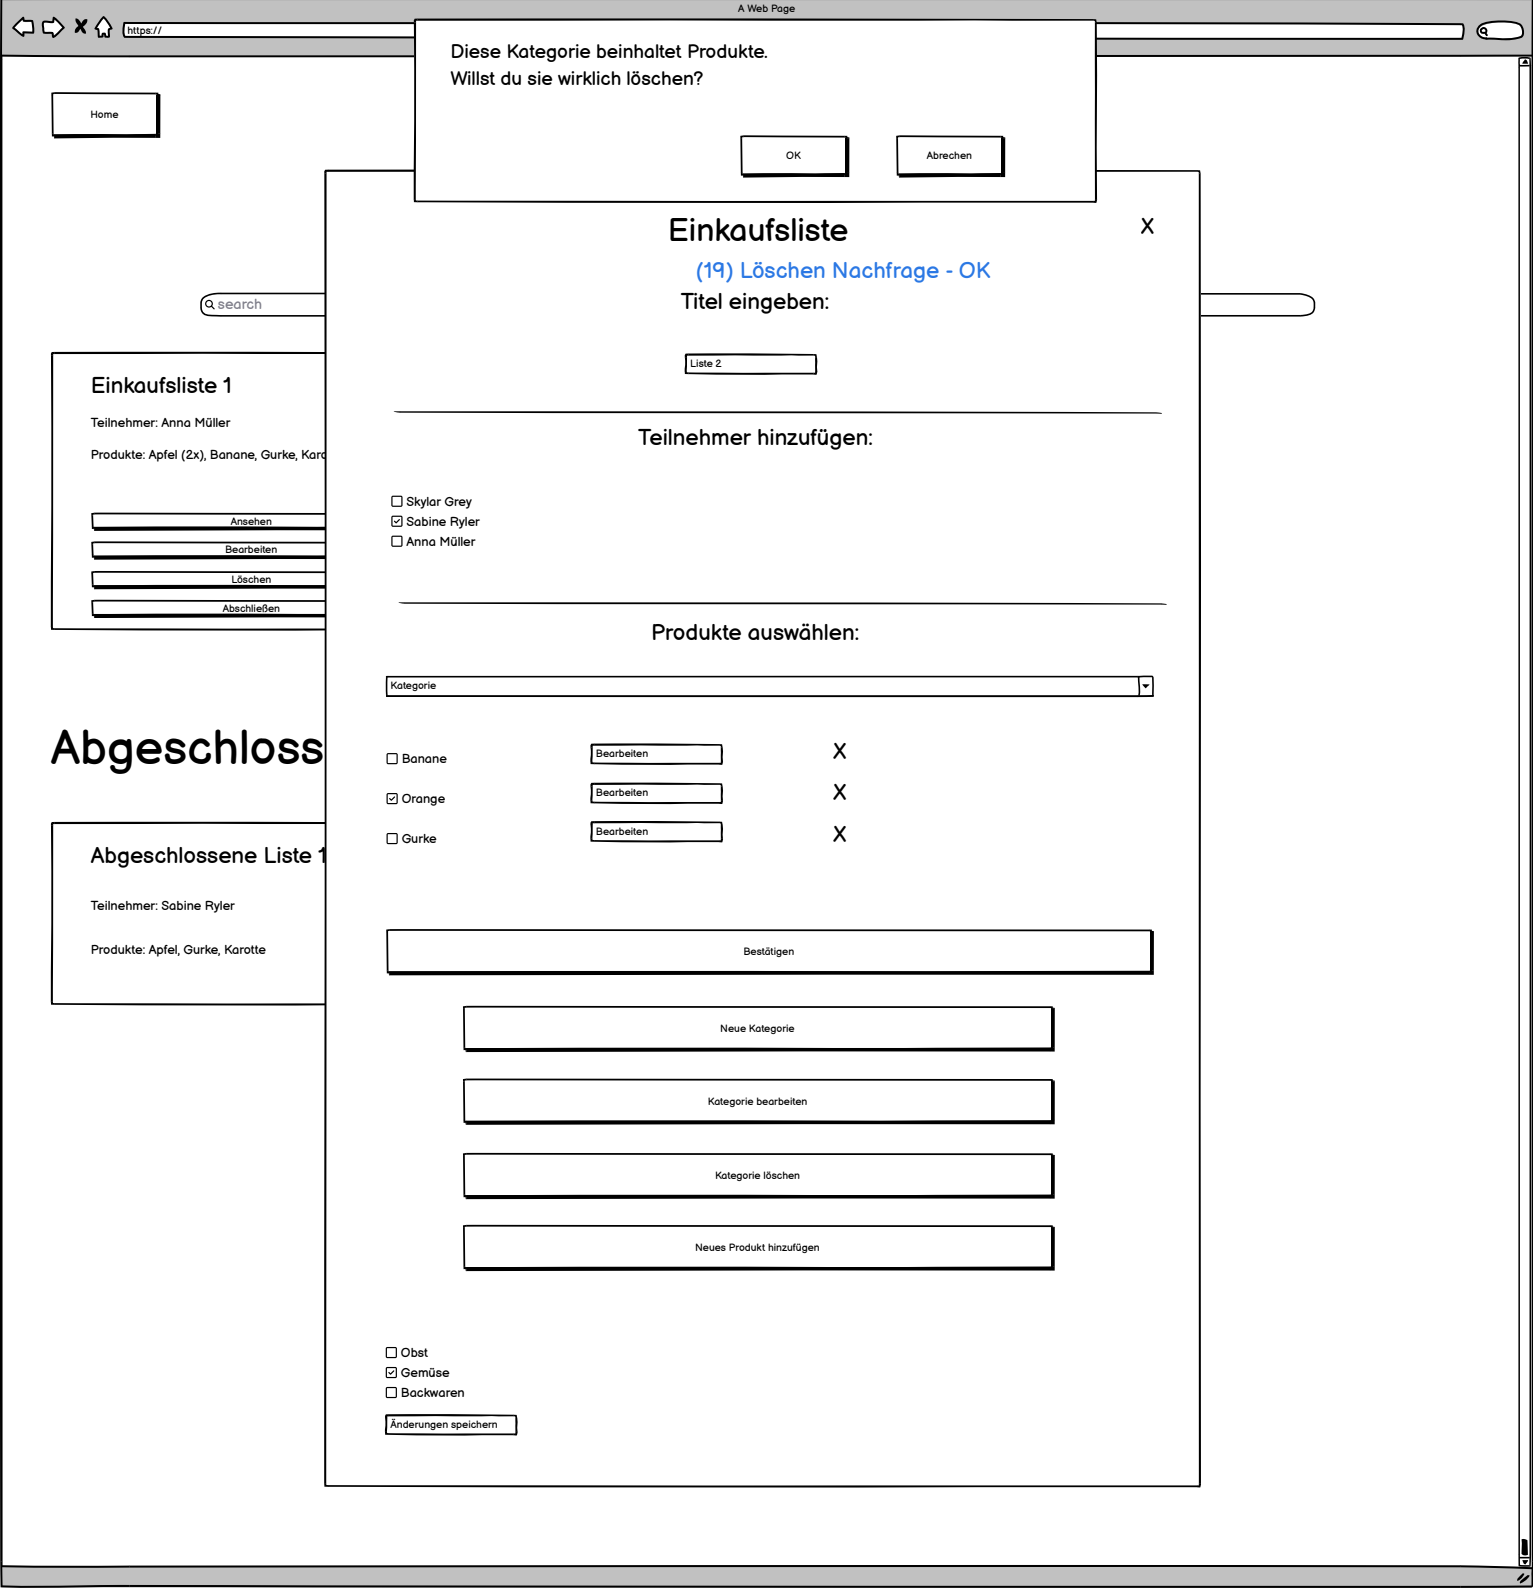 A Web Page
https://
Diese Kategorie beinhaltet Produkte.
Willst du sie wirklich löschen?
OK
Abrechen
Home
Einkaufsliste
X
(19) Löschen Nachfrage - OK
search
Titel eingeben:
Liste 2
Einkaufsliste 1
Teilnehmer: Anna Müller
Produkte: Apfel (2x), Banane, Gurke, Karo
Ansehen
Bearbeiten
Löschen
Abschließen
Teilnehmer hinzufügen:
Skylar Grey
Sabine Ryler
Anna Müller
Produkte auswählen:
Kategorie
Banane
Bearbeiten
X
Orange
Bearbeiten
X
Gurke
Bearbeiten
X
Abgeschloss
Abgeschlossene Liste 1
Teilnehmer: Sabine Ryler
Produkte: Apfel, Gurke, Karotte
Bestätigen
Neue Kategorie
Kategorie bearbeiten
Kategorie löschen
Neues Produkt hinzufügen
Obst
Gemüse
Backwaren
Änderungen speichern